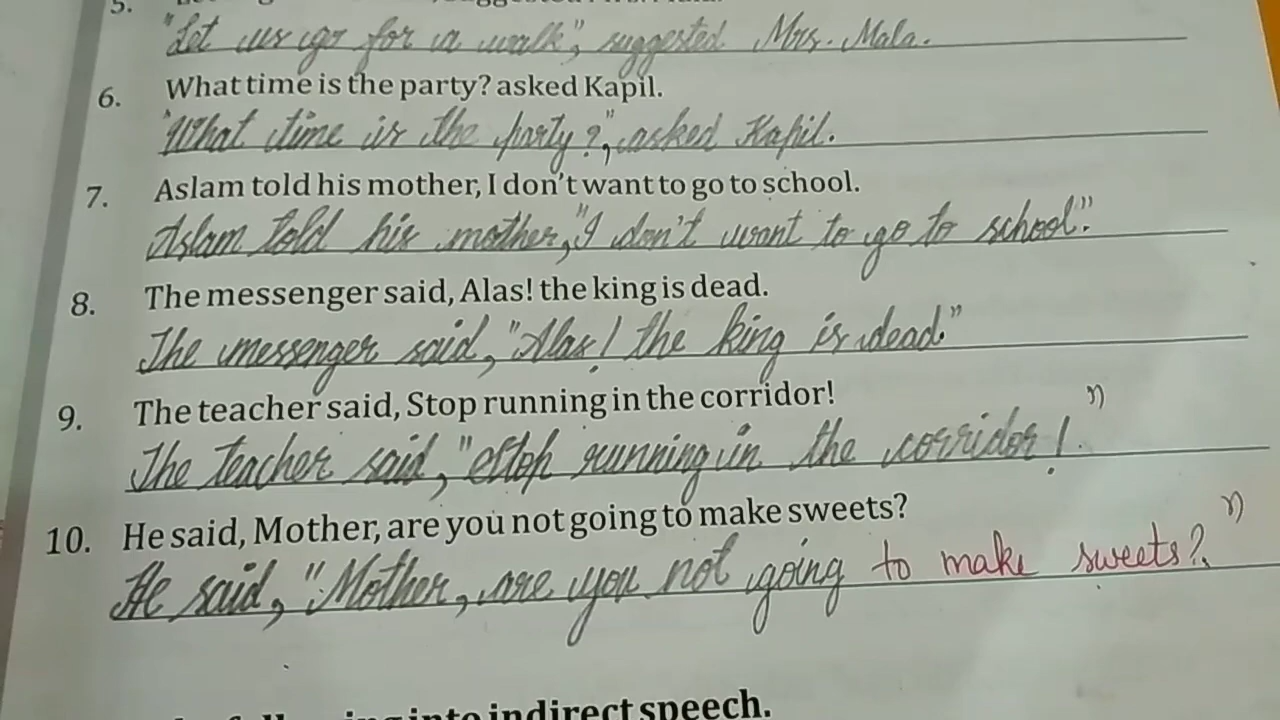 5.
"Let us go for a walk", suggested Mrs. Mala.
6. What time is the party? asked Kapil.
"What time is the party?", asked Kapil.
7. Aslam told his mother, I don't want to go to school.
Aslam told his mother, "I don't want to go to school".
8. The messenger said, Alas! the king is dead.
The messenger said, "Alas! the king is dead."
9. The teacher said, Stop running in the corridor!
The teacher said, "Stop running in the corridor!"
10. He said, Mother, are you not going to make sweets?
He said, "Mother, are you not going to make sweets?"
into indirect speech.